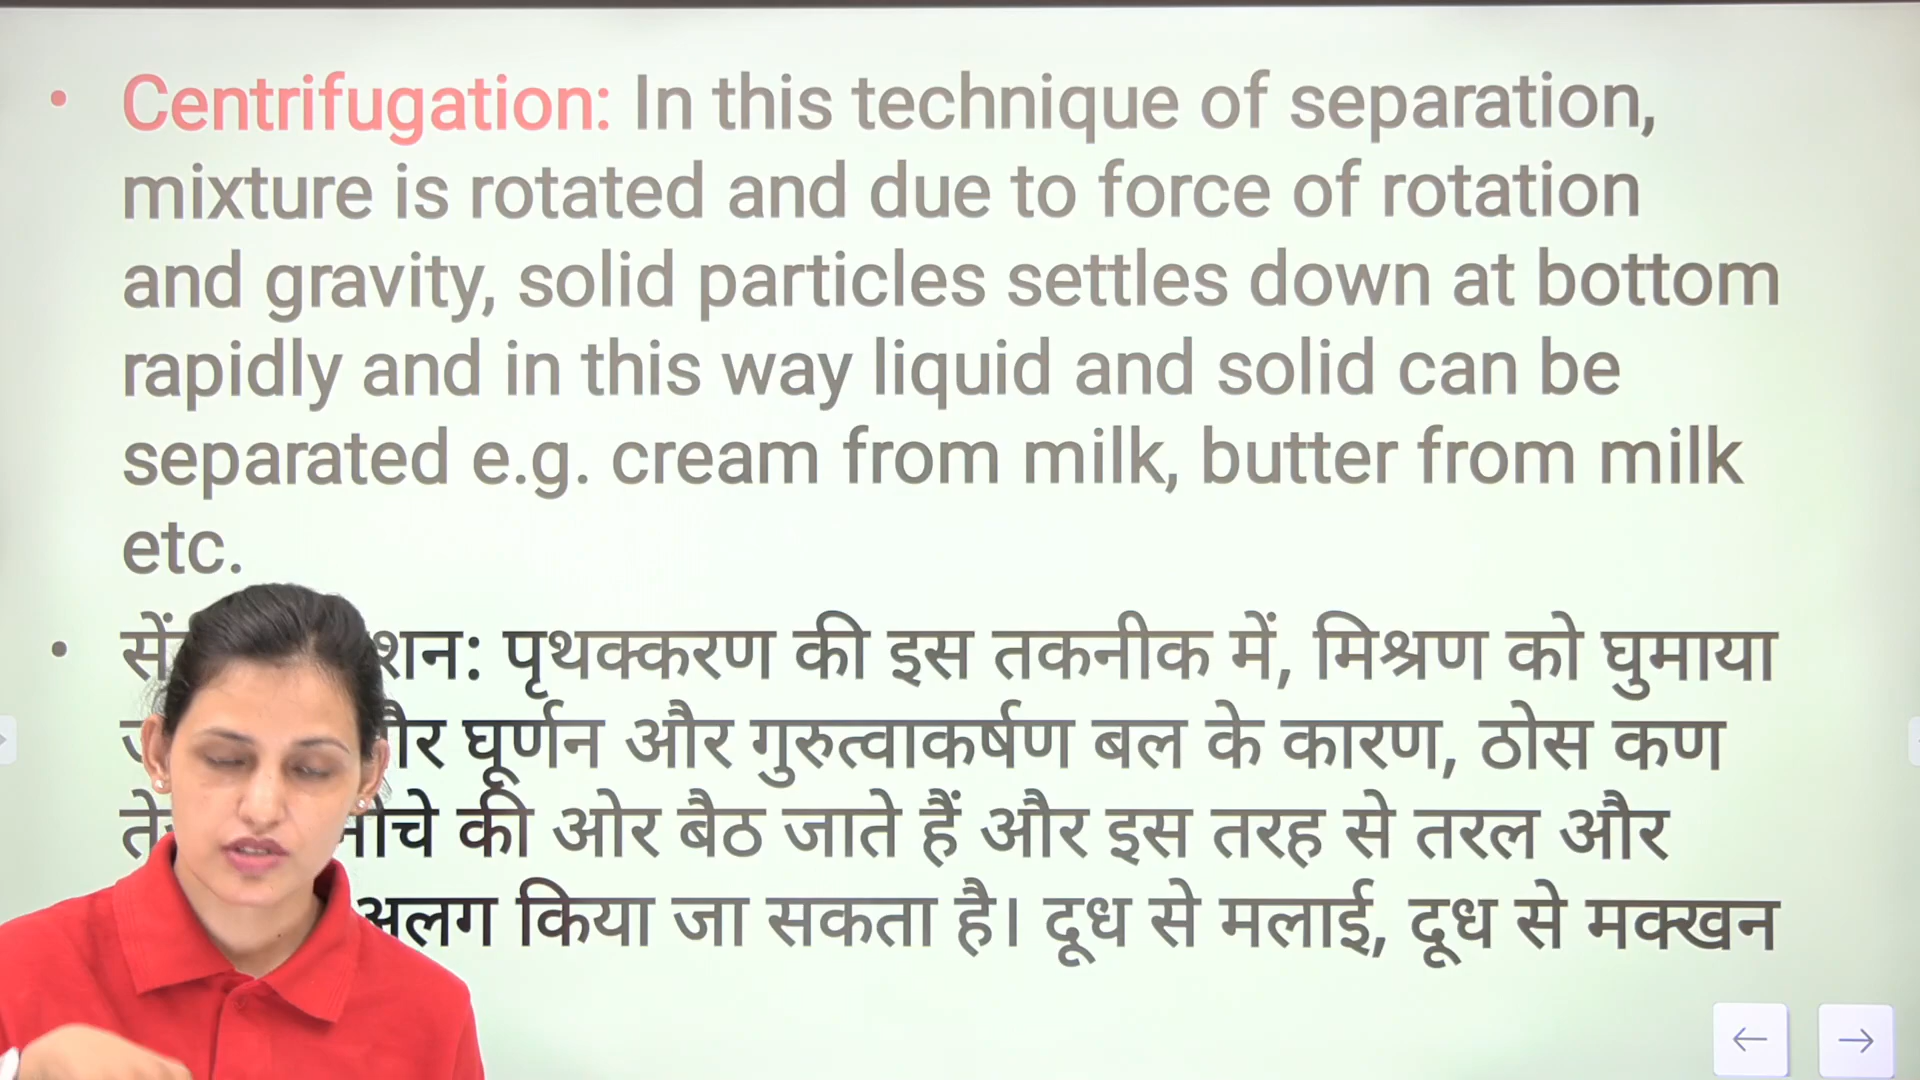 • Centrifugation: In this technique of separation,
mixture is rotated and due to force of rotation
and gravity, solid particles settles down at bottom
rapidly and in this way liquid and solid can be
separated e.g. cream from milk, butter from milk
etc.
• पृथक्करण की इस तकनीक में, मिश्रण को घुमाया
घूर्णन और गुरुत्वाकर्षण बल के कारण, ठोस कण
की ओर बैठ जाते हैं और इस तरह से तरल और
अलग किया जा सकता है। दूध से मलाई, दूध से मक्खन